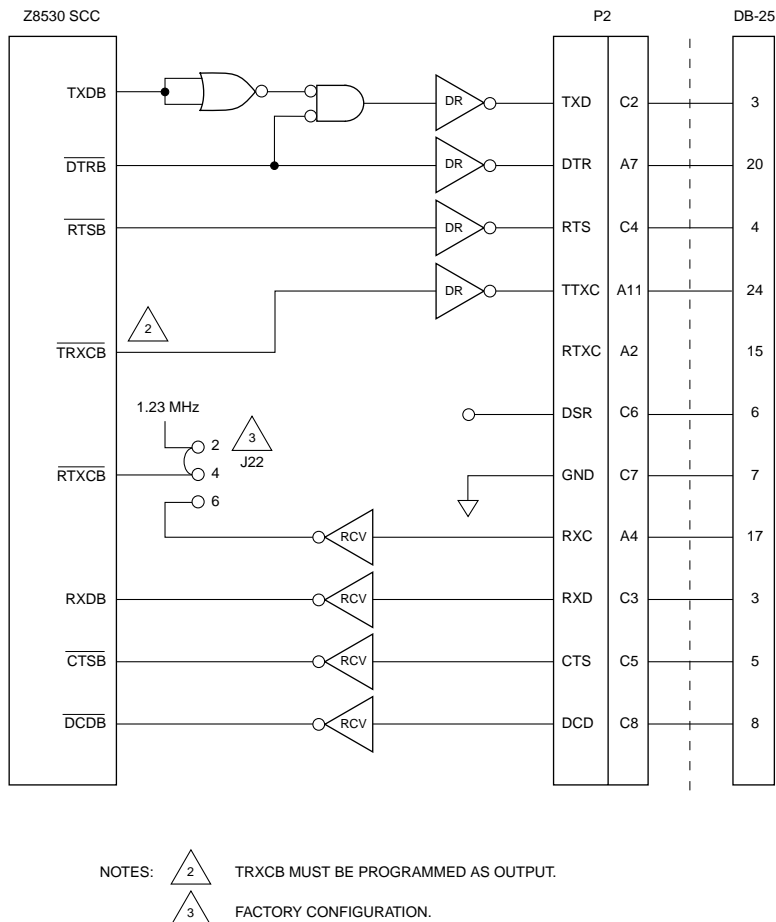 Z8530 SCC P2 DB-25
TXDB DR TXD C2 3
DTRB DR DTR A7 20
RTSB DR RTS C4 4
DR TTXC A11 24
2
TRXCB RTXC A2 15
1.23 MHz
2 3 DSR C6 6
J22
RTXCB 4 GND C7 7
6
RCV RXC A4 17
RXDB RCV RXD C3 3
CTSB RCV CTS C5 5
DCDB RCV DCD C8 8
NOTES: 2 TRXCB MUST BE PROGRAMMED AS OUTPUT.
3 FACTORY CONFIGURATION.